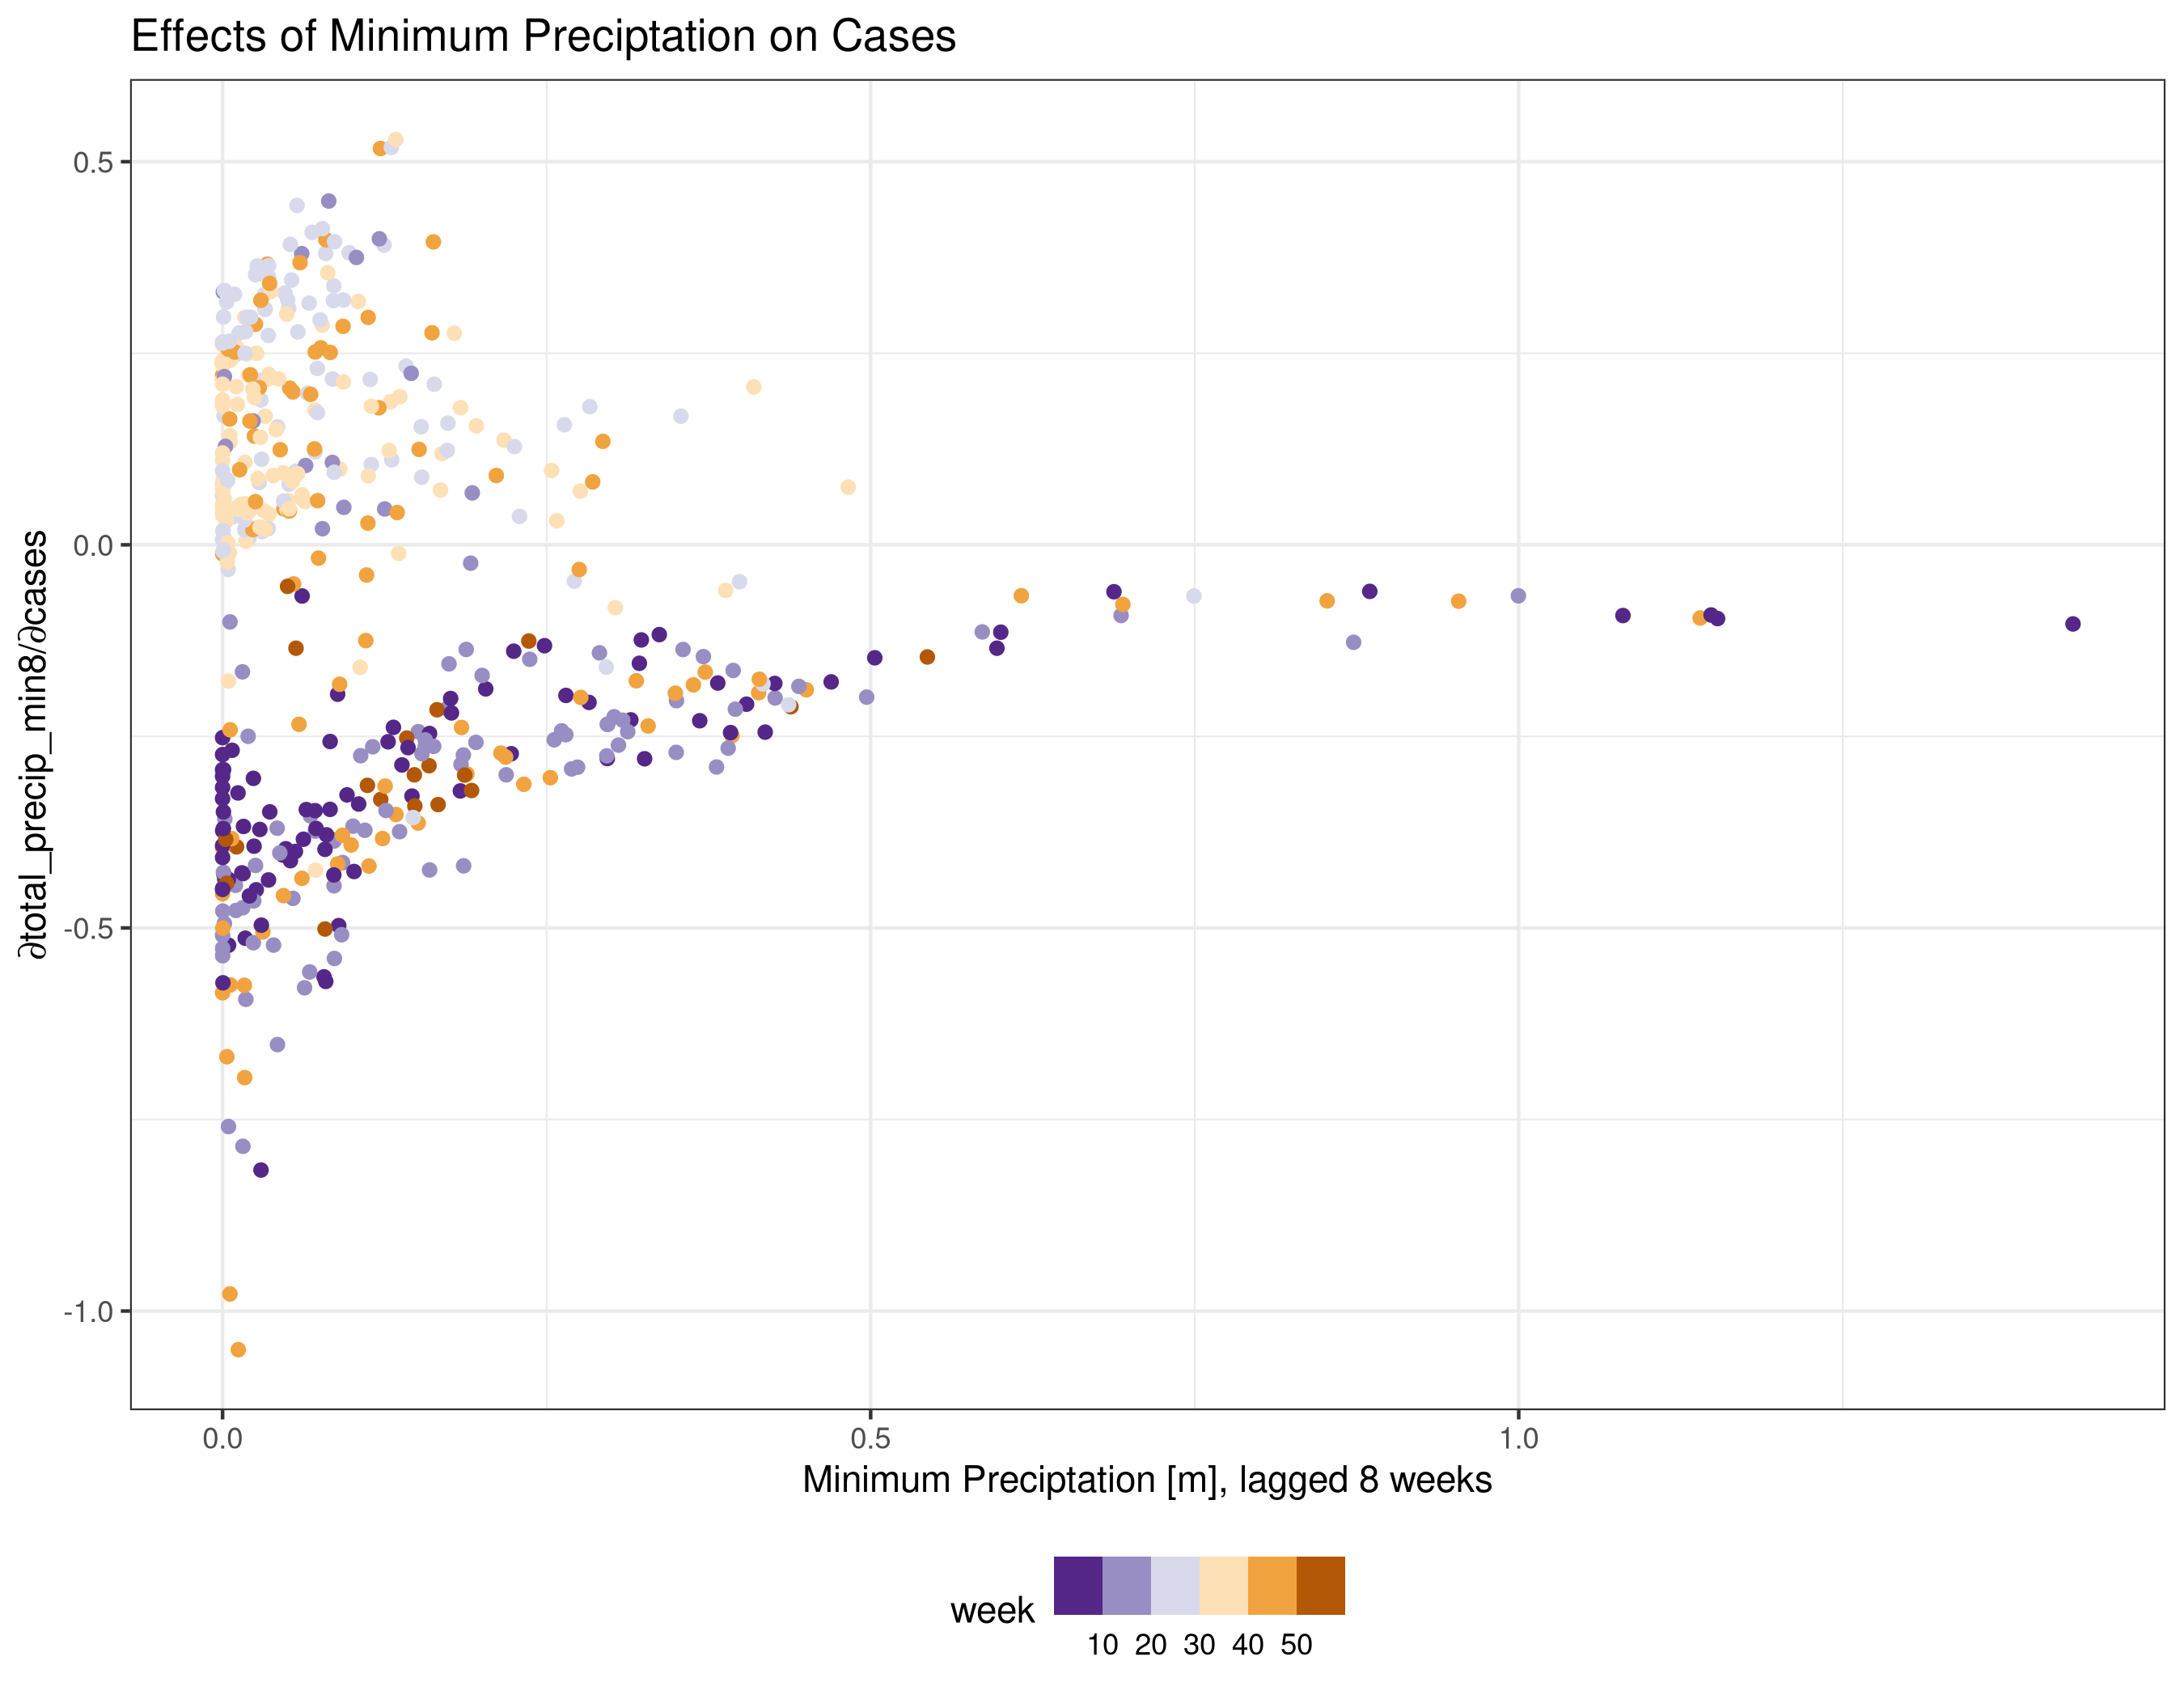 Effects of Minimum Preciptation on Cases
∂total_precip_min8/∂cases
0.5
0.0
-0.5
-1.0
0.0 0.5 1.0
Minimum Preciptation [m], lagged 8 weeks
week
10 20 30 40 50